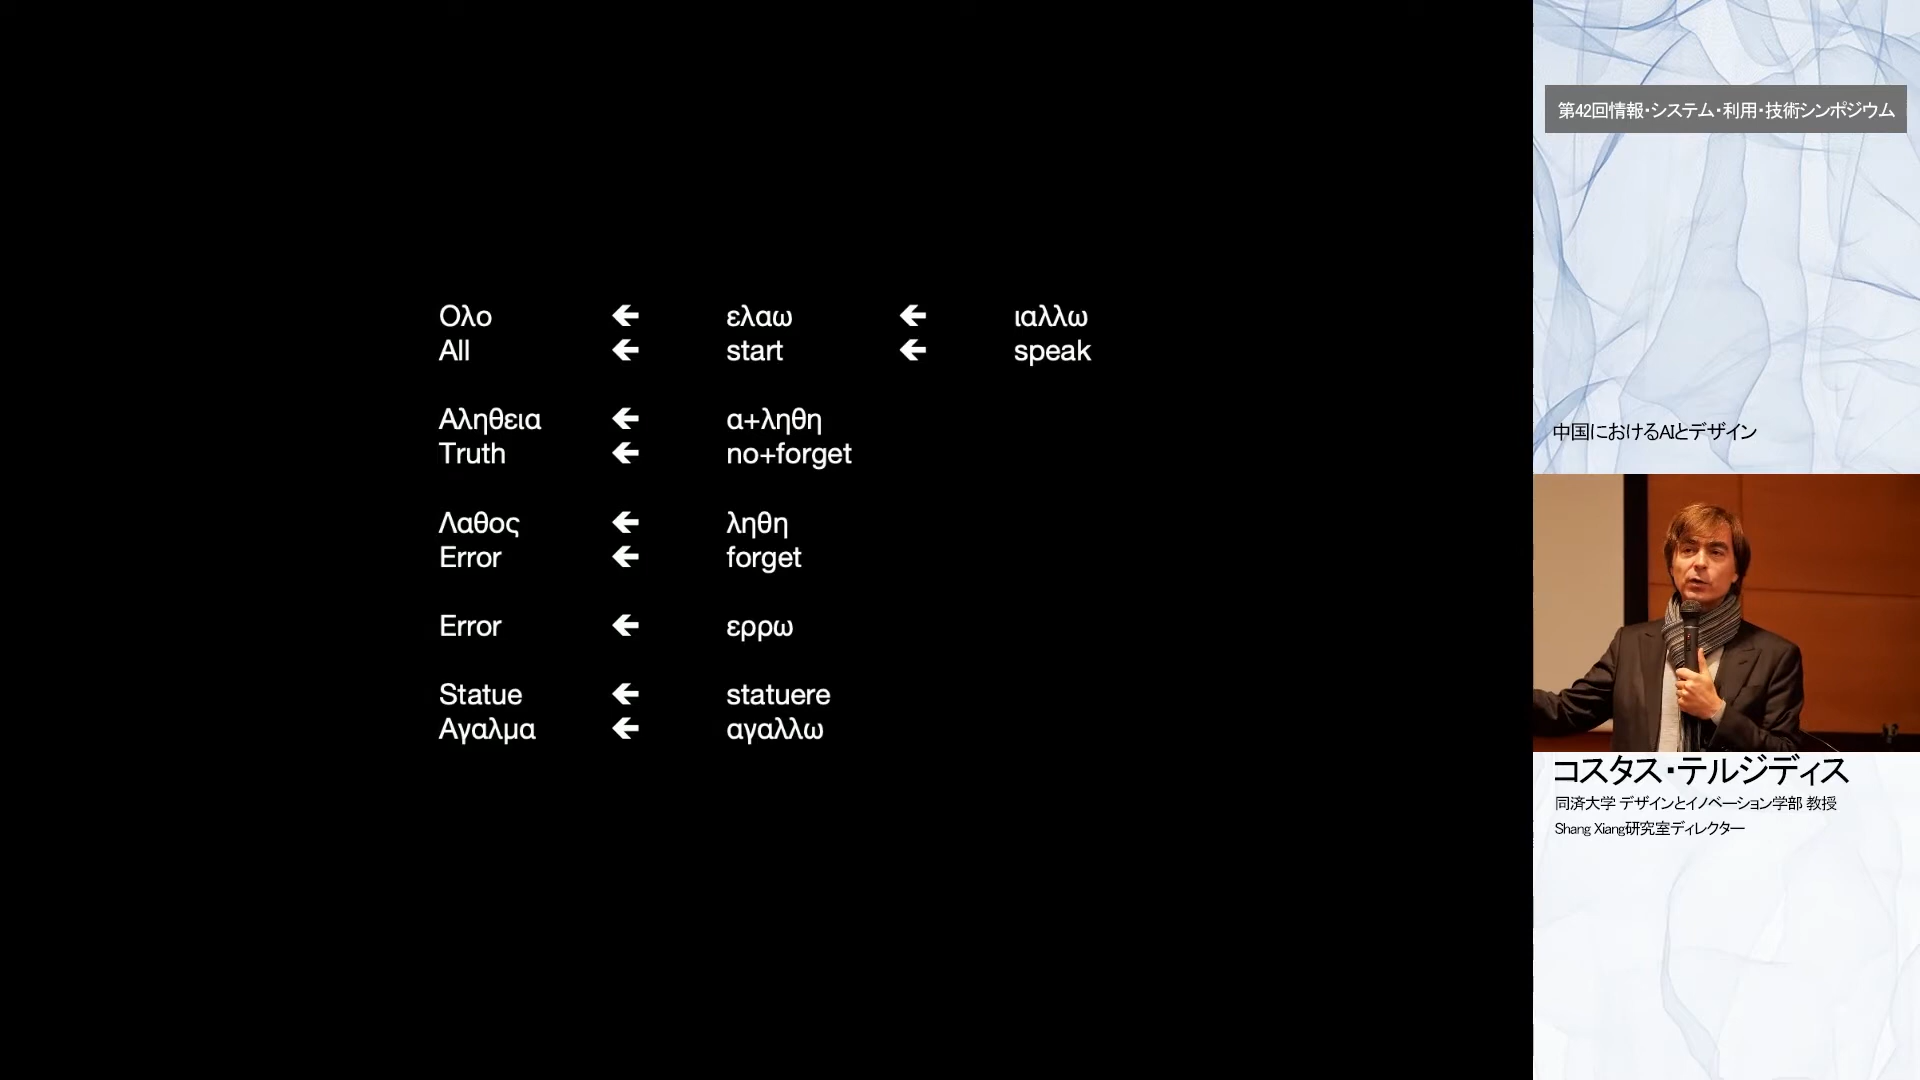 Ολο ← ελαω ← ιαλλω
All ← start ← speak
Αληθεια ← α+ληθη
Truth ← no+forget
Λαθος ← ληθη
Error ← forget
Error ← ερρω
Statue ← statuere
Αγαλμα ← αγαλλω
第42回情報・システム・利用・技術シンポジウム
中国におけるAIとデザイン
コスタス・テルジディス
同済大学 デザインとイノベーション学部 教授
Shang Xiang研究室ディレクター